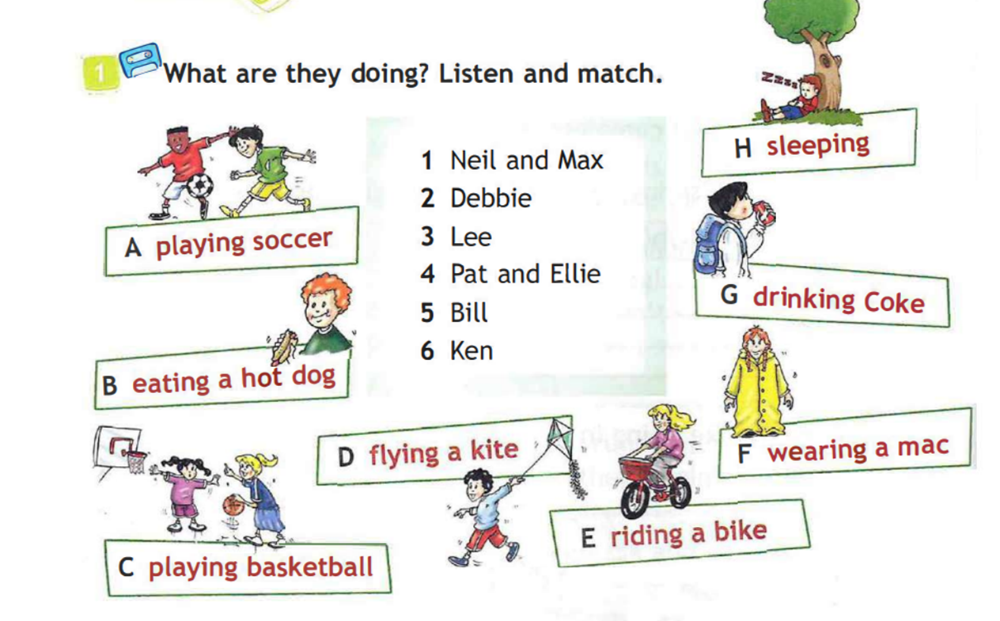 1 What are they doing? Listen and match.
zzzz
H sleeping
1 Neil and Max
2 Debbie
3 Lee
4 Pat and Ellie
5 Bill
6 Ken
A playing soccer
G drinking Coke
B eating a hot dog
D flying a kite
F wearing a mac
E riding a bike
C playing basketball